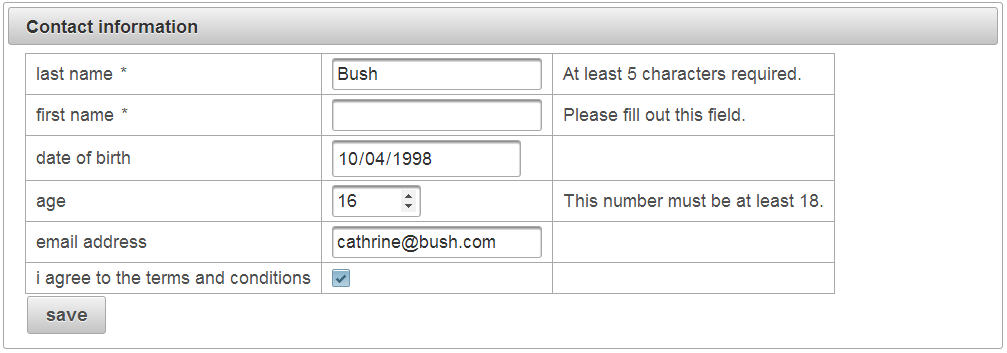 Contact information
last name * Bush At least 5 characters required.
first name * Please fill out this field.
date of birth 10/04/1998
age 16 This number must be at least 18.
email address cathrine@bush.com
i agree to the terms and conditions
save